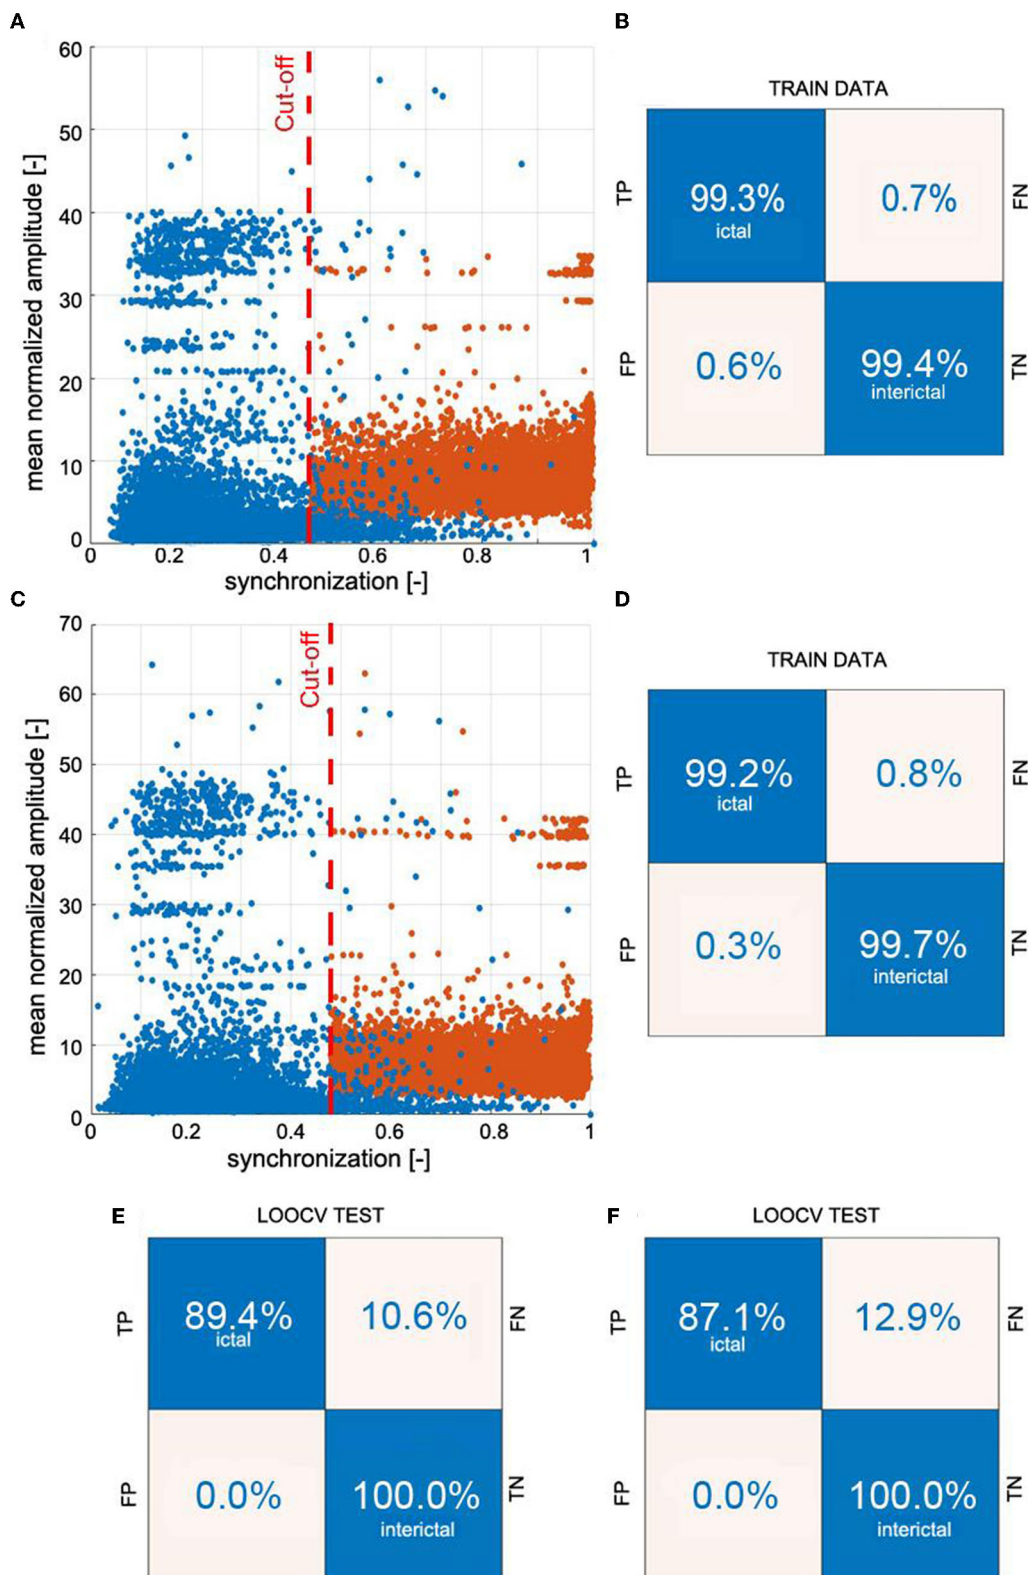 A
60
50
40
30
20
10
0
mean normalized amplitude [-]
Cut-off
0
0.2
0.4
0.6
0.8
1
synchronization [-]
B
TRAIN DATA
TP
99.3%
ictal
0.7%
FN
FP
0.6%
99.4%
interictal
TN
C
70
60
50
40
30
20
10
0
mean normalized amplitude [-]
Cut-off
0
0.2
0.4
0.6
0.8
1
synchronization [-]
D
TRAIN DATA
TP
99.2%
ictal
0.8%
FN
FP
0.3%
99.7%
interictal
TN
E
LOOCV TEST
TP
89.4%
ictal
10.6%
FN
FP
0.0%
100.0%
interictal
TN
F
LOOCV TEST
TP
87.1%
ictal
12.9%
FN
FP
0.0%
100.0%
interictal
TN